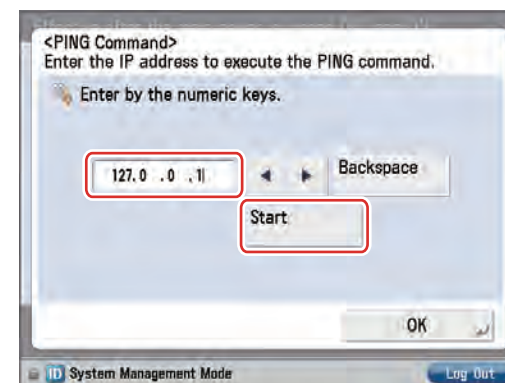 <PING Command>
Enter the IP address to execute the PING command.
Enter by the numeric keys.
127. 0 . 0 . 1
Backspace
Start
OK
ID System Management Mode
Log Out